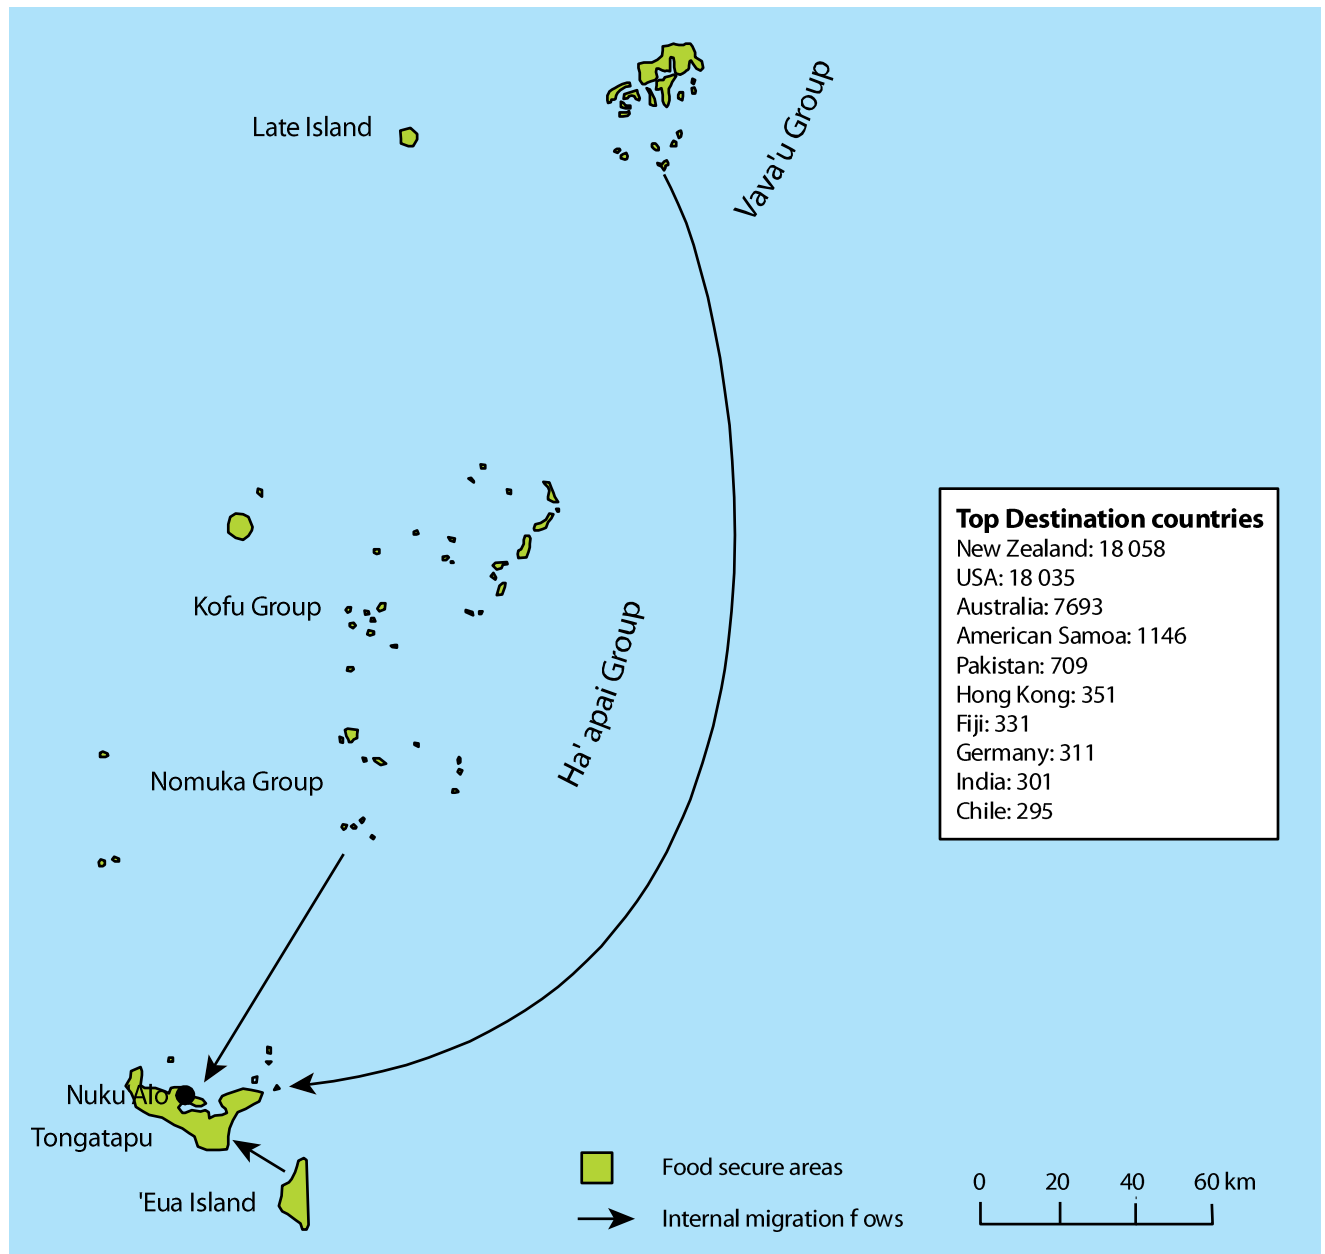 Late Island
Vava'u Group
Top Destination countries
New Zealand: 18 058
USA: 18 035
Australia: 7693
American Samoa: 1146
Pakistan: 709
Hong Kong: 351
Fiji: 331
Germany: 311
India: 301
Chile: 295
Kofu Group
Ha' apai Group
Nomuka Group
Nuku'Alo
Tongatapu
'Eua Island
Food secure areas
Internal migration f ows
0 20 40 60 km